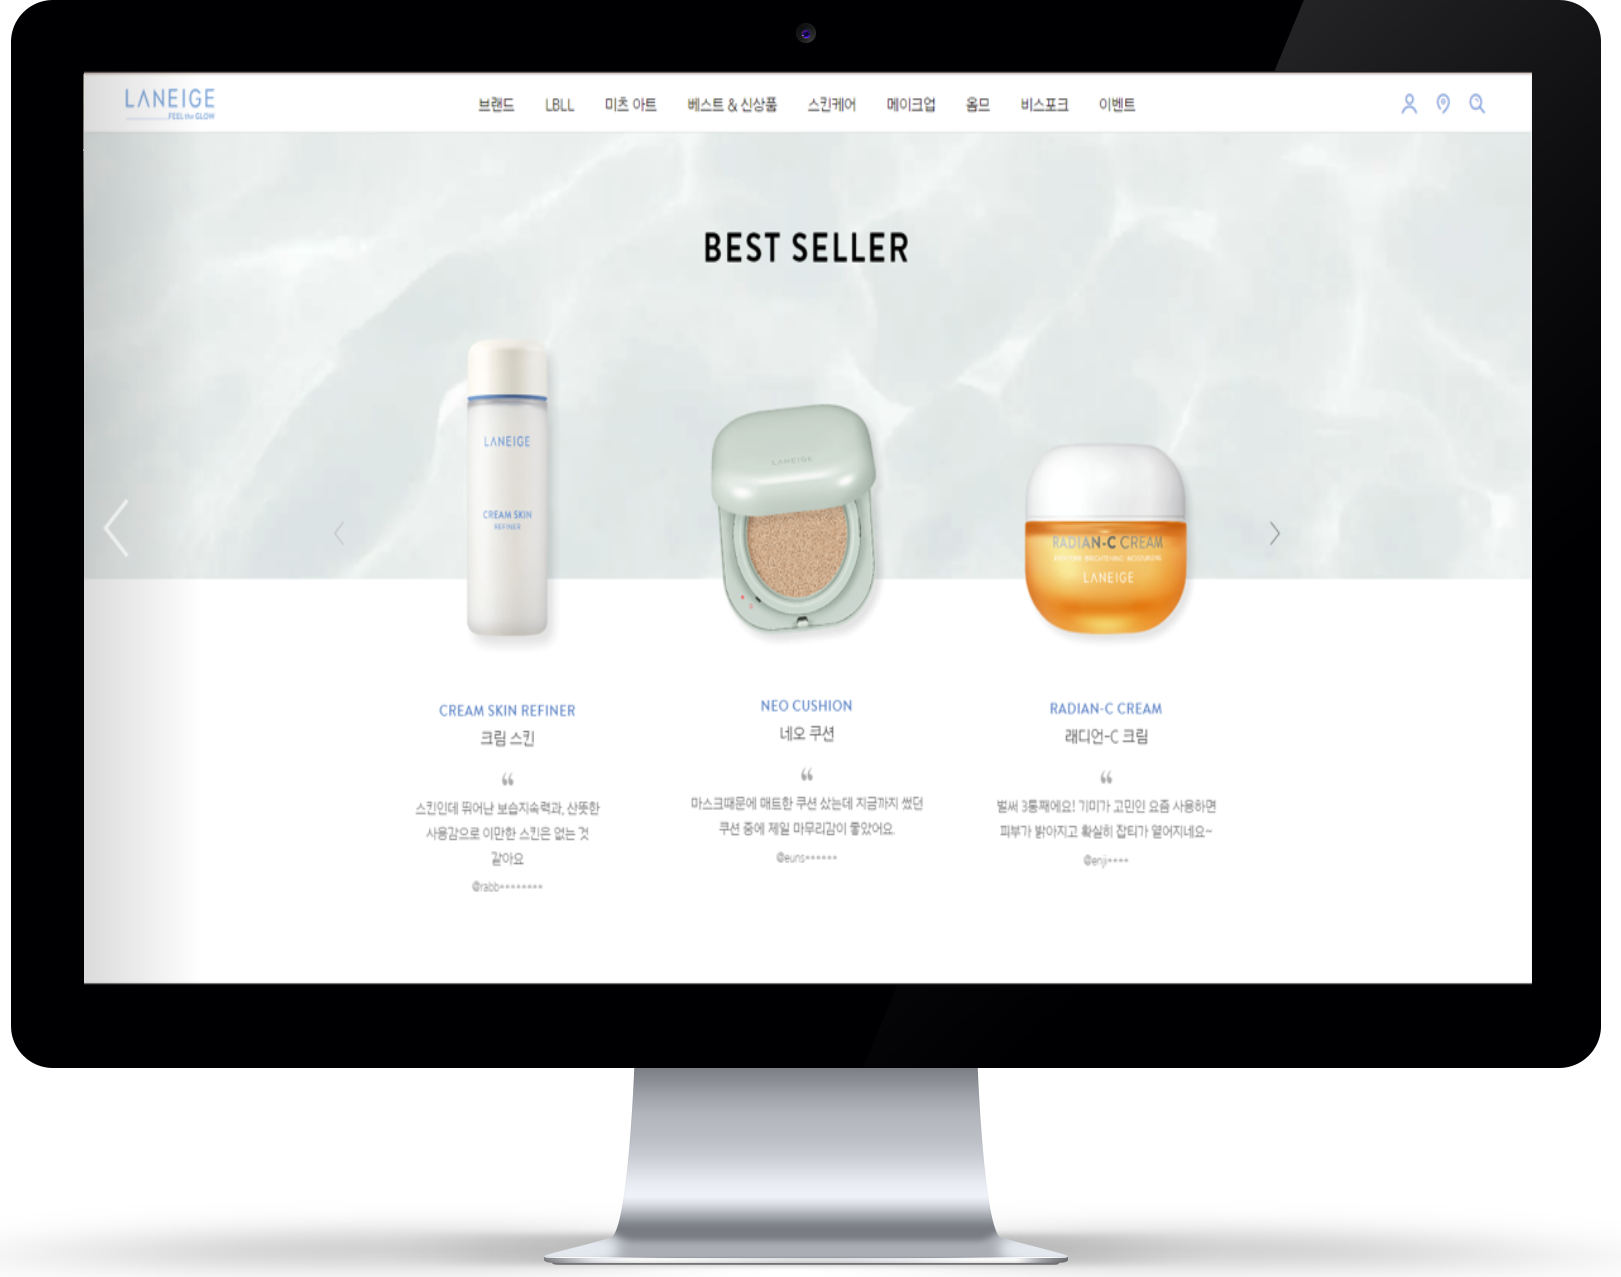 LANEIGE
FEEL the GLOW
브랜드 LBLL 미츠 아트 베스트 & 신상품 스킨케어 메이크업 옴므 비스포크 이벤트
BEST SELLER
LANEIGE
CREAM SKIN
REFINER
LANEIGE
RADIAN-C CREAM
LANEIGE
CREAM SKIN REFINER
크림 스킨
“
스킨인데 뛰어난 보습지속력과, 산뜻한
사용감으로 이만한 스킨은 없는 것
같아요
@rabb********
NEO CUSHION
네오 쿠션
“
마스크때문에 매트한 쿠션 샀는데 지금까지 썼던
쿠션 중에 제일 마무리감이 좋았어요.
@euns******
RADIAN-C CREAM
래디언-C 크림
“
벌써 3통째에요! 기미가 고민인 요즘 사용하면
피부가 밝아지고 확실히 잡티가 옅어지네요~
@enji****